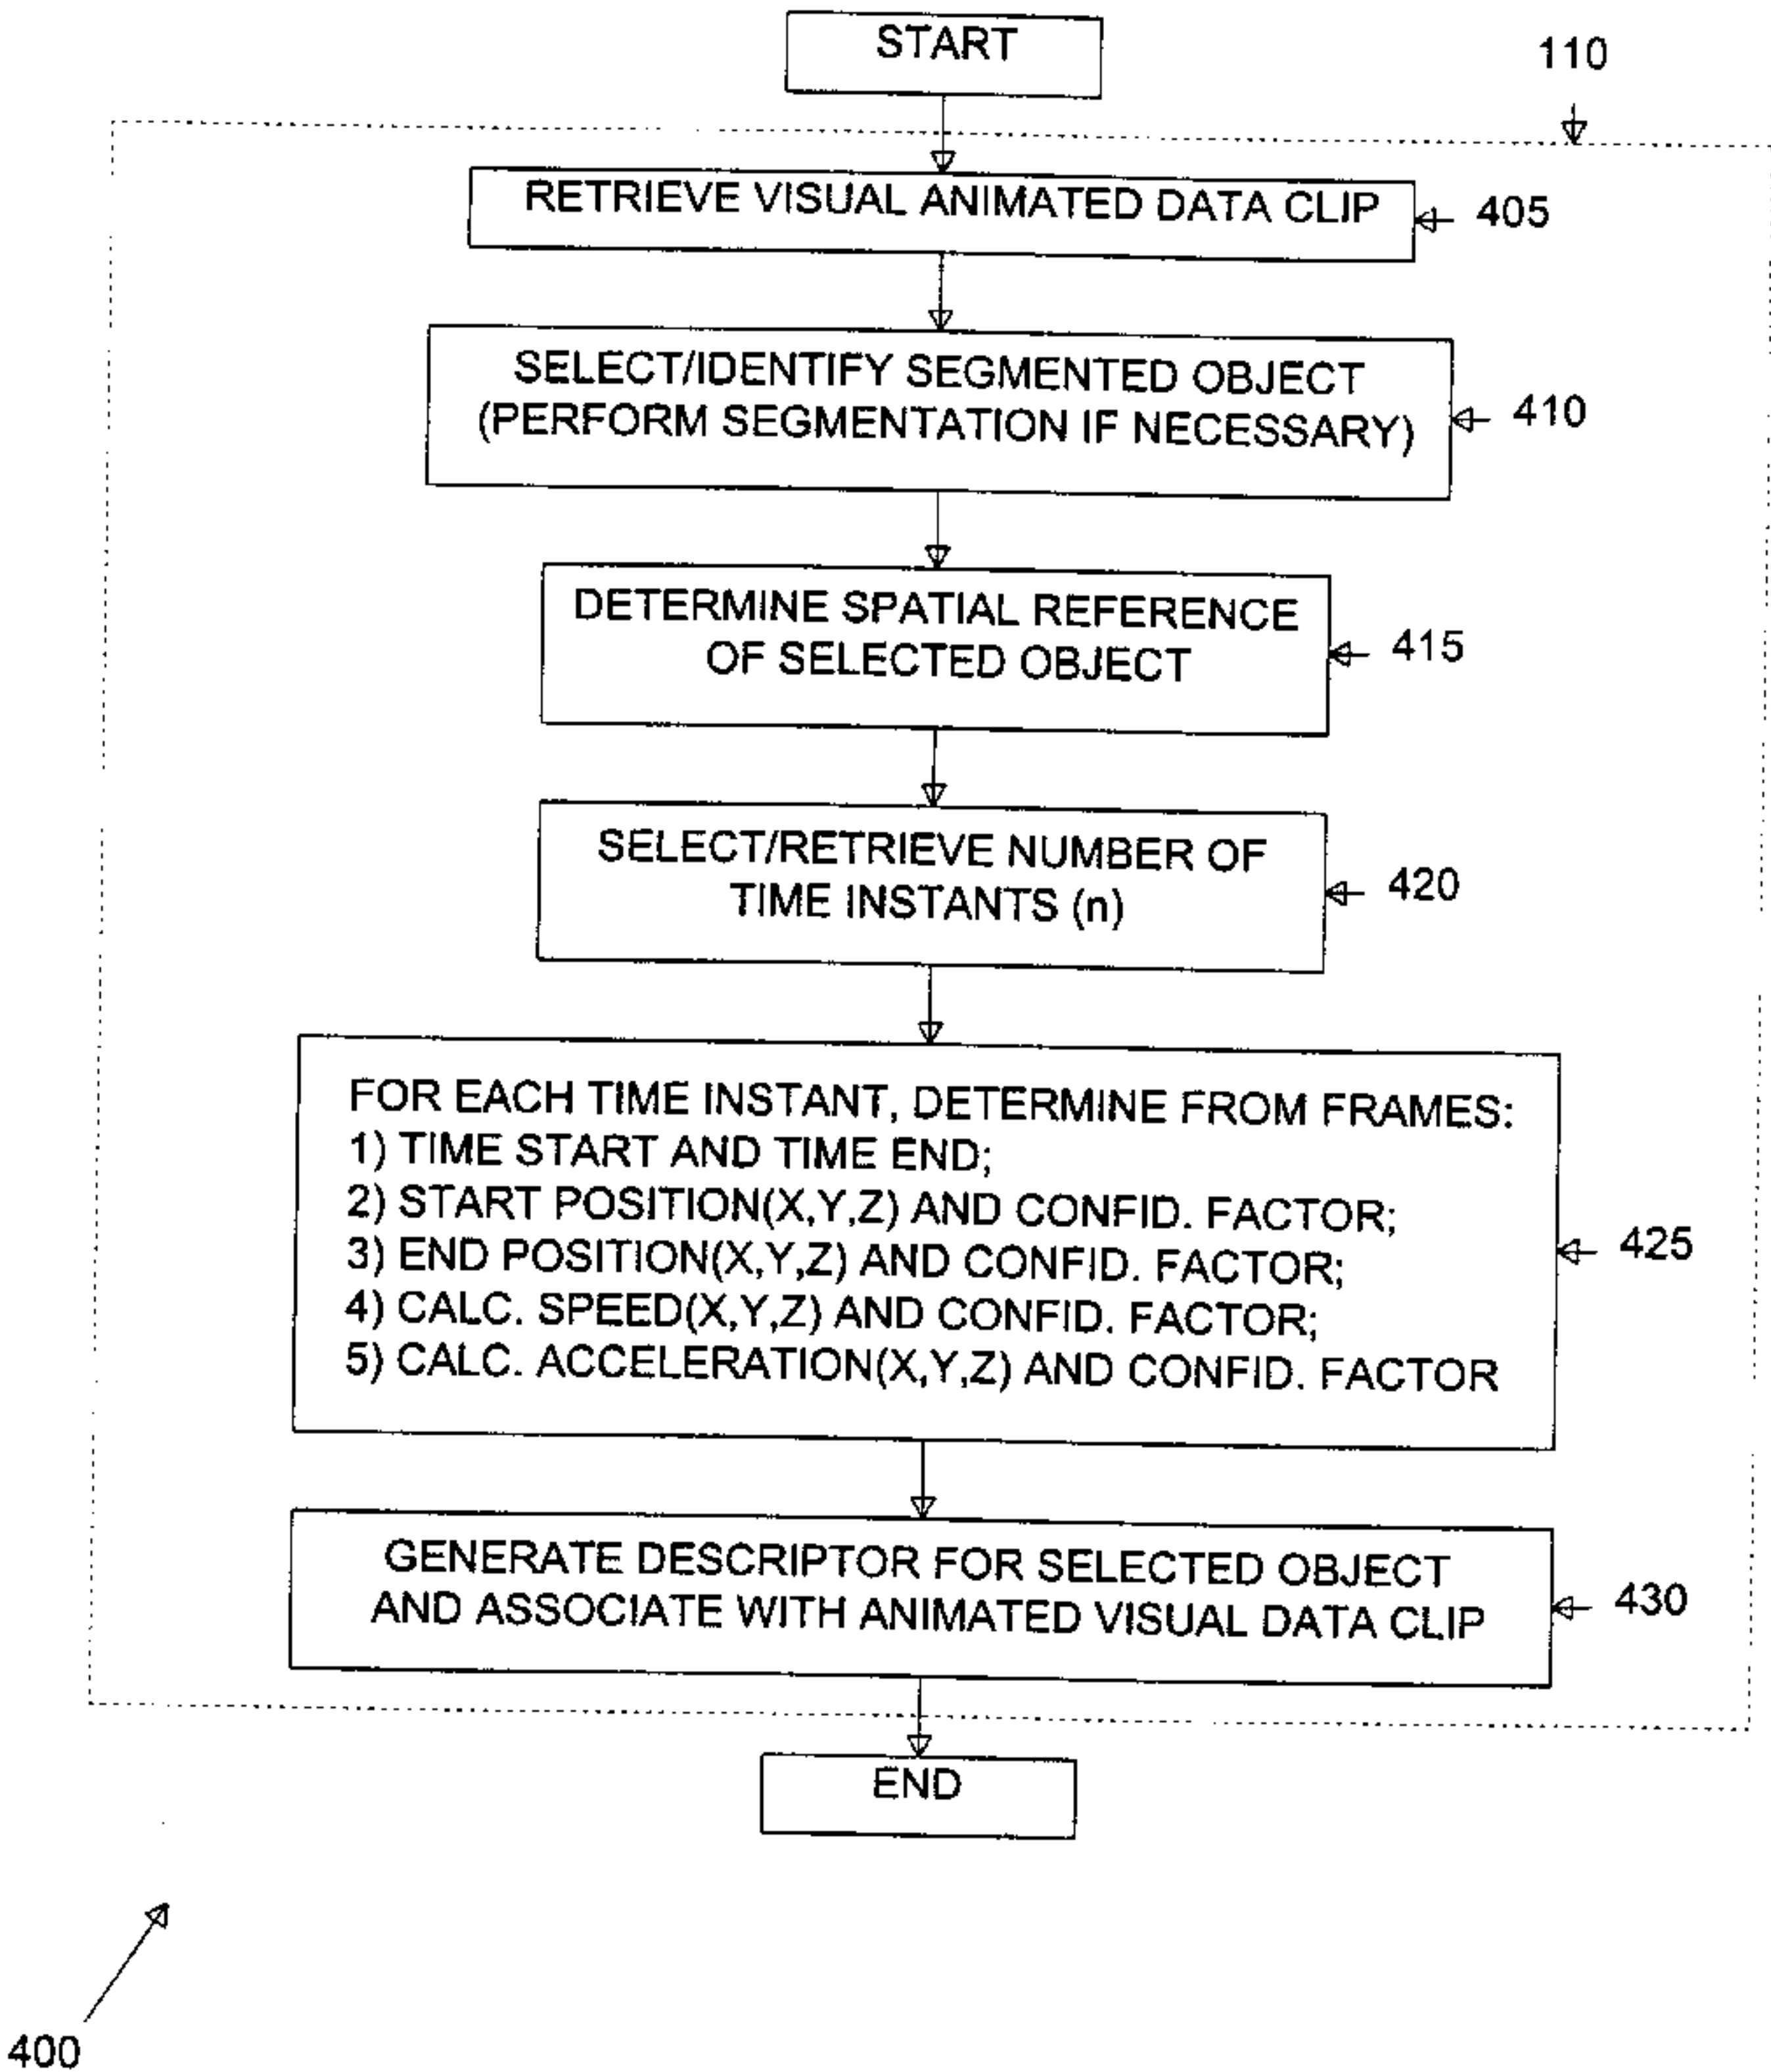 START
110
RETRIEVE VISUAL ANIMATED DATA CLIP
405
SELECT/IDENTIFY SEGMENTED OBJECT
(PERFORM SEGMENTATION IF NECESSARY)
410
DETERMINE SPATIAL REFERENCE
OF SELECTED OBJECT
415
SELECT/RETRIEVE NUMBER OF
TIME INSTANTS (n)
420
FOR EACH TIME INSTANT, DETERMINE FROM FRAMES:
1) TIME START AND TIME END;
2) START POSITION(X,Y,Z) AND CONFID. FACTOR;
3) END POSITION(X,Y,Z) AND CONFID. FACTOR;
4) CALC. SPEED(X,Y,Z) AND CONFID. FACTOR;
5) CALC. ACCELERATION(X,Y,Z) AND CONFID. FACTOR
425
GENERATE DESCRIPTOR FOR SELECTED OBJECT
AND ASSOCIATE WITH ANIMATED VISUAL DATA CLIP
430
END
400